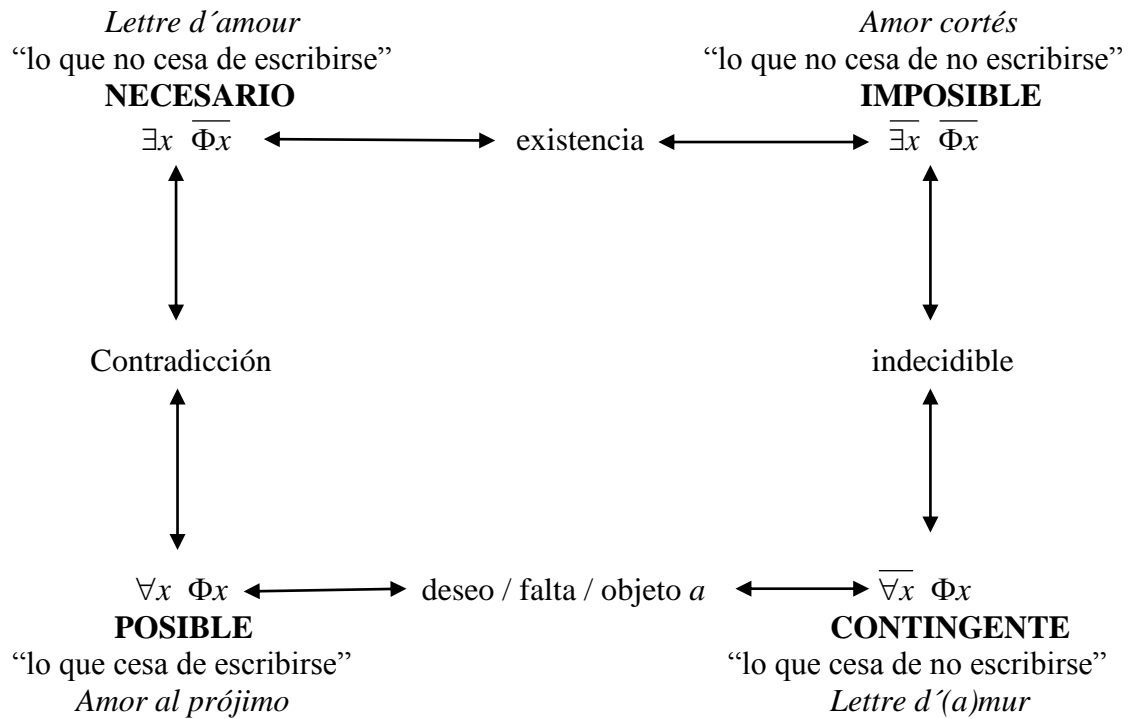 Lettre d´amour
“lo que no cesa de escribirse”
NECESARIO
∃x Φ̅x̅
existencia
Amor cortés
“lo que no cesa de no escribirse”
IMPOSIBLE
∃̅x̅ Φ̅x̅
Contradicción
indecidible
∀x Φx
POSIBLE
“lo que cesa de escribirse”
Amor al prójimo
deseo / falta / objeto a
∀̅x̅ Φx
CONTINGENTE
“lo que cesa de no escribirse”
Lettre d´(a)mur